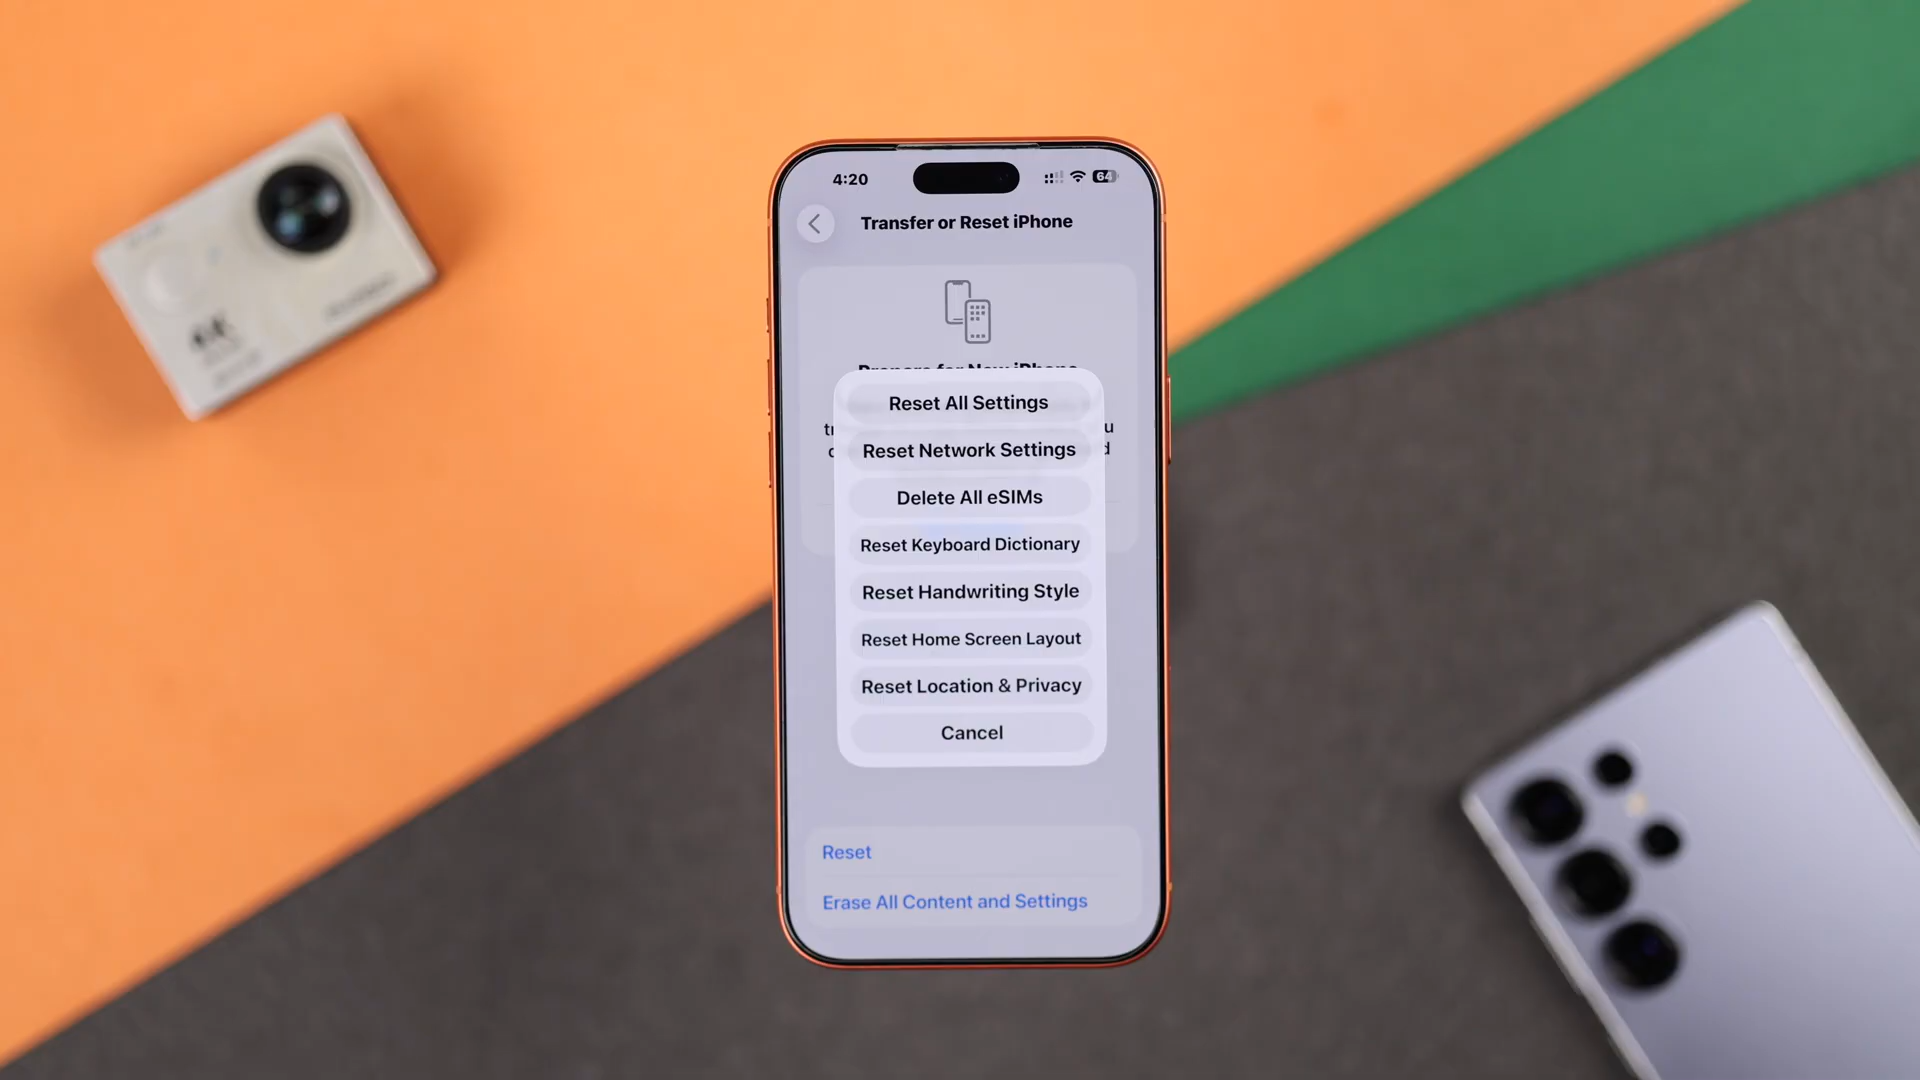 4:20
64
Transfer or Reset iPhone
Prepare for New iPhone
Reset All Settings
Reset Network Settings
Delete All eSIMs
Reset Keyboard Dictionary
Reset Handwriting Style
Reset Home Screen Layout
Reset Location & Privacy
Cancel
Reset
Erase All Content and Settings
4K